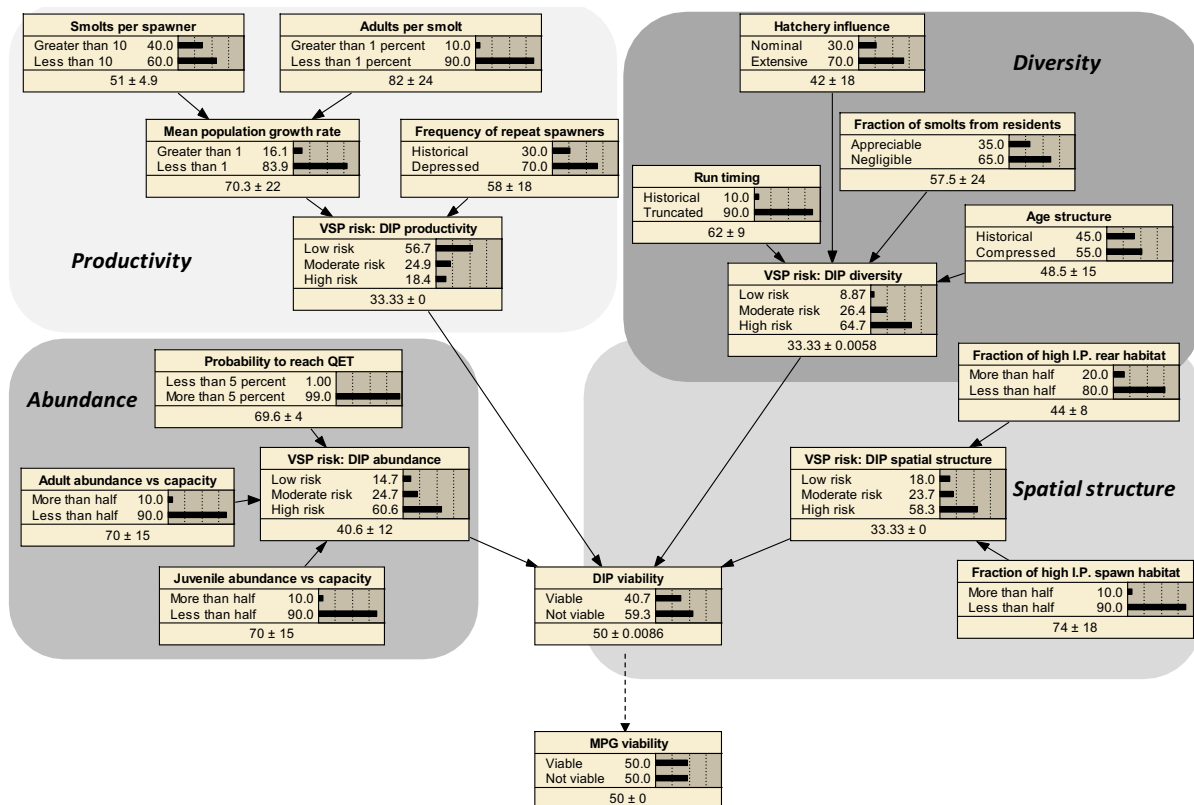 Smolts per spawner
Greater than 10 40.0
Less than 10 60.0
51 ± 4.9
Adults per smolt
Greater than 1 percent 10.0
Less than 1 percent 90.0
82 ± 24
Mean population growth rate
Greater than 1 16.1
Less than 1 83.9
70.3 ± 22
Frequency of repeat spawners
Historical 30.0
Depressed 70.0
58 ± 18
VSP risk: DIP productivity
Low risk 56.7
Moderate risk 24.9
High risk 18.4
33.33 ± 0
Productivity
Hatchery influence
Nominal 30.0
Extensive 70.0
42 ± 18
Diversity
Fraction of smolts from residents
Appreciable 35.0
Negligible 65.0
57.5 ± 24
Run timing
Historical 10.0
Truncated 90.0
62 ± 9
Age structure
Historical 45.0
Compressed 55.0
48.5 ± 15
VSP risk: DIP diversity
Low risk 8.87
Moderate risk 26.4
High risk 64.7
33.33 ± 0.0058
Abundance
Probability to reach QET
Less than 5 percent 1.00
More than 5 percent 99.0
69.6 ± 4
Adult abundance vs capacity
More than half 10.0
Less than half 90.0
70 ± 15
VSP risk: DIP abundance
Low risk 14.7
Moderate risk 24.7
High risk 60.6
40.6 ± 12
Juvenile abundance vs capacity
More than half 10.0
Less than half 90.0
70 ± 15
Fraction of high I.P. rear habitat
More than half 20.0
Less than half 80.0
44 ± 8
VSP risk: DIP spatial structure
Low risk 18.0
Moderate risk 23.7
High risk 58.3
33.33 ± 0
Spatial structure
Fraction of high I.P. spawn habitat
More than half 10.0
Less than half 90.0
74 ± 18
DIP viability
Viable 40.7
Not viable 59.3
50 ± 0.0086
MPG viability
Viable 50.0
Not viable 50.0
50 ± 0